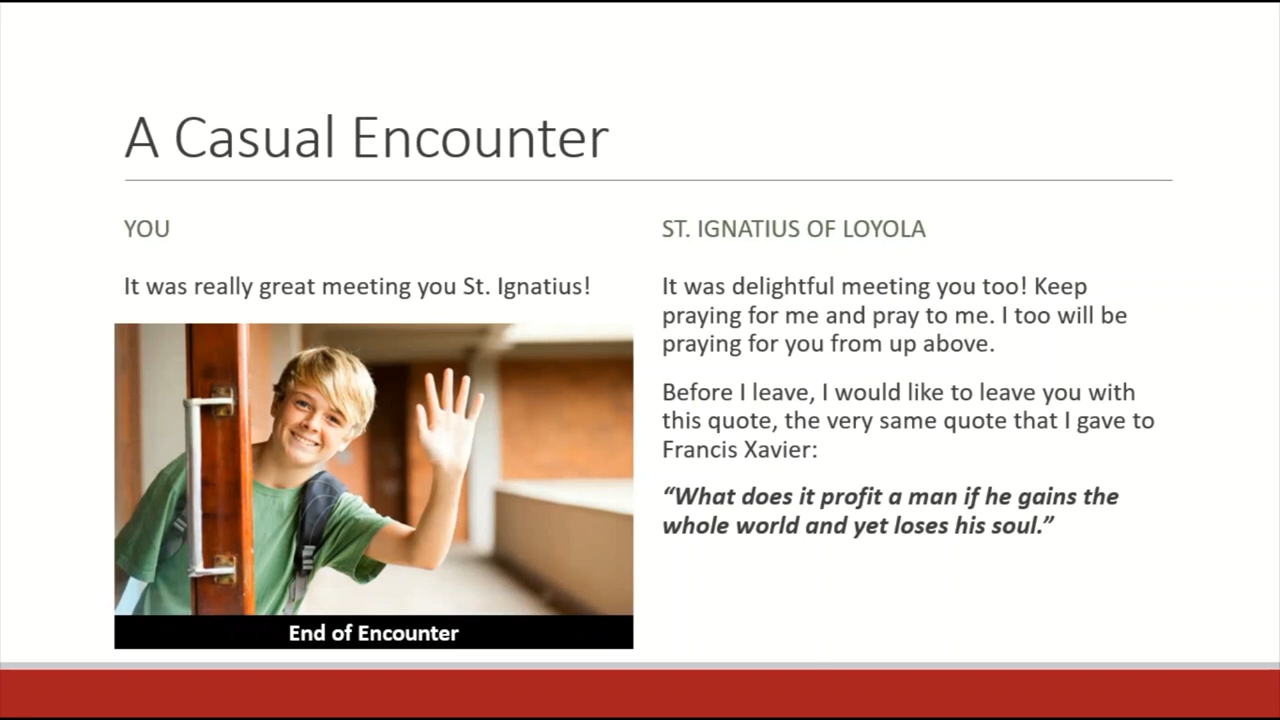 A Casual Encounter
YOU
It was really great meeting you St. Ignatius!
End of Encounter
ST. IGNATIUS OF LOYOLA
It was delightful meeting you too! Keep
praying for me and pray to me. I too will be
praying for you from up above.
Before I leave, I would like to leave you with
this quote, the very same quote that I gave to
Francis Xavier:
“What does it profit a man if he gains the
whole world and yet loses his soul.”